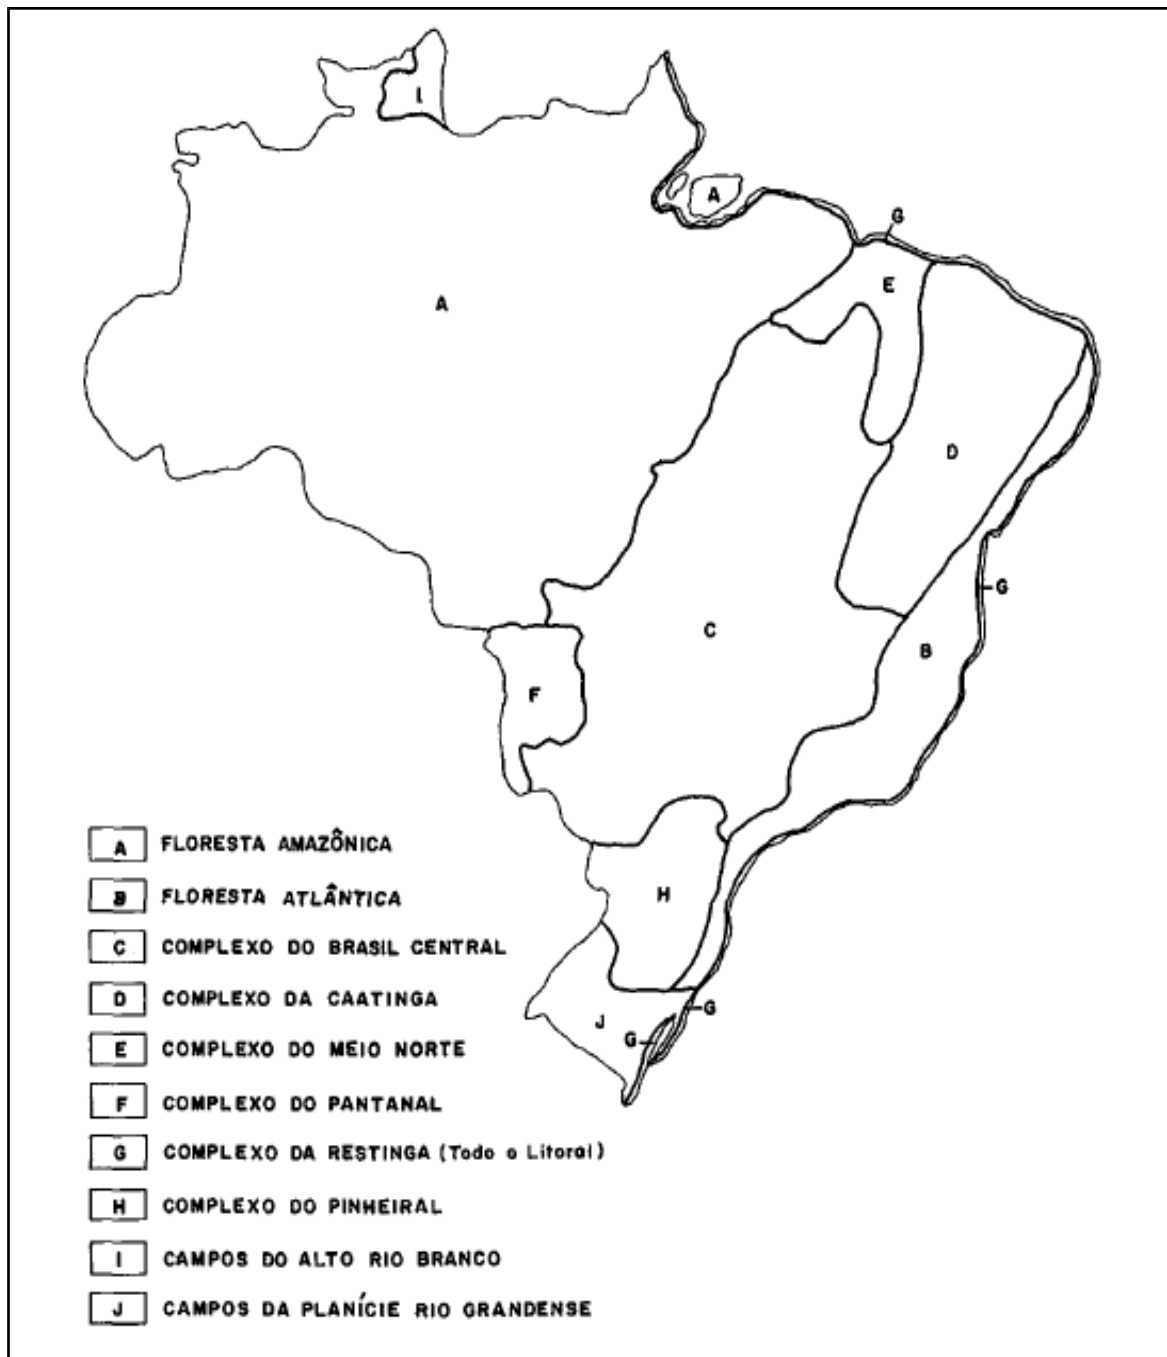 I
A
G
E
A
D
G
C
B
F
H
G
J
G
A FLORESTA AMAZÔNICA
B FLORESTA ATLÂNTICA
C COMPLEXO DO BRASIL CENTRAL
D COMPLEXO DA CAATINGA
E COMPLEXO DO MEIO NORTE
F COMPLEXO DO PANTANAL
G COMPLEXO DA RESTINGA (Todo o Litoral)
H COMPLEXO DO PINHEIRAL
I CAMPOS DO ALTO RIO BRANCO
J CAMPOS DA PLANÍCIE RIO GRANDENSE